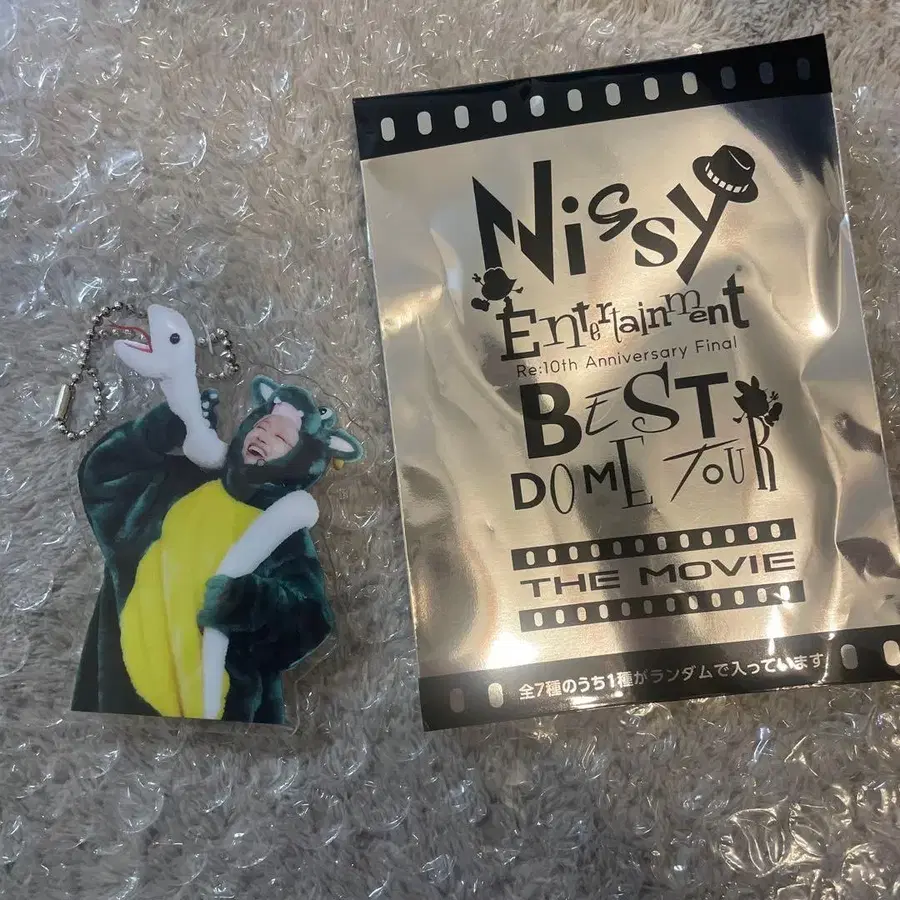 Nissy
Entertainment
Re:10th Anniversary Final
BEST
DOME TOUR
THE MOVIE
全7種のうち1種がランダムで入っています